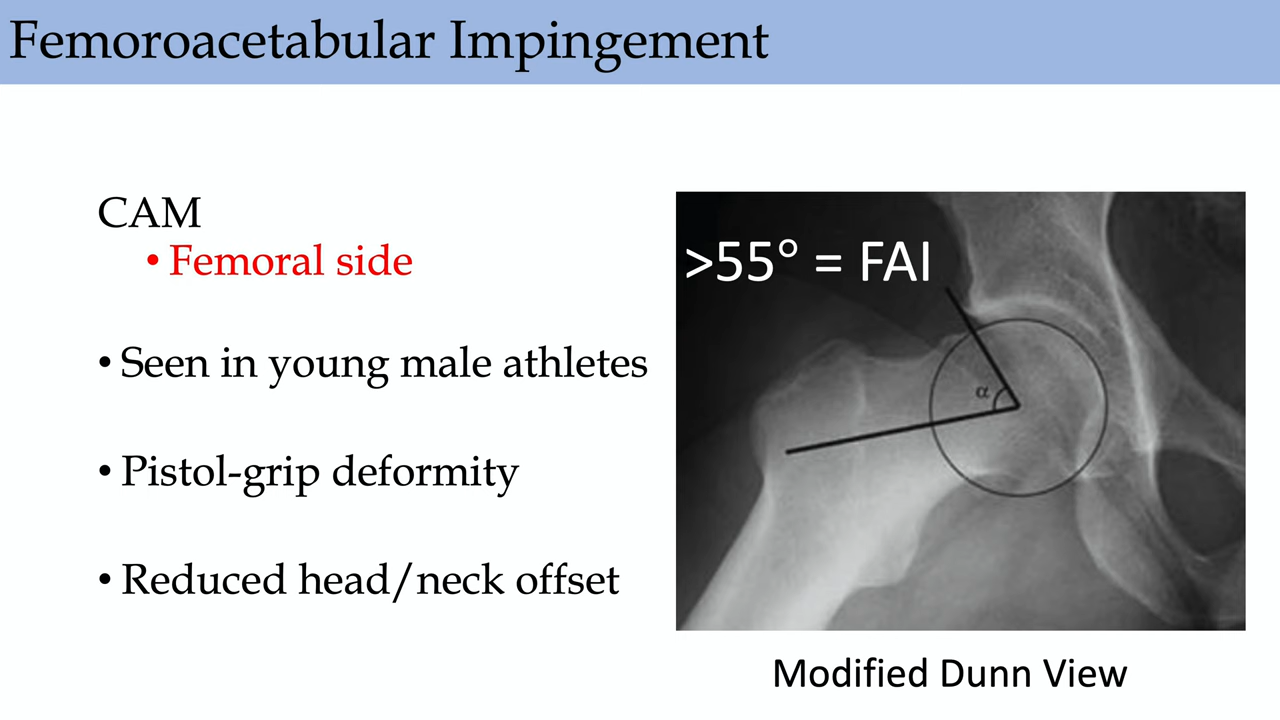 Femoroacetabular Impingement
CAM
• Femoral side
• Seen in young male athletes
• Pistol-grip deformity
• Reduced head/neck offset
>55° = FAI
α
Modified Dunn View